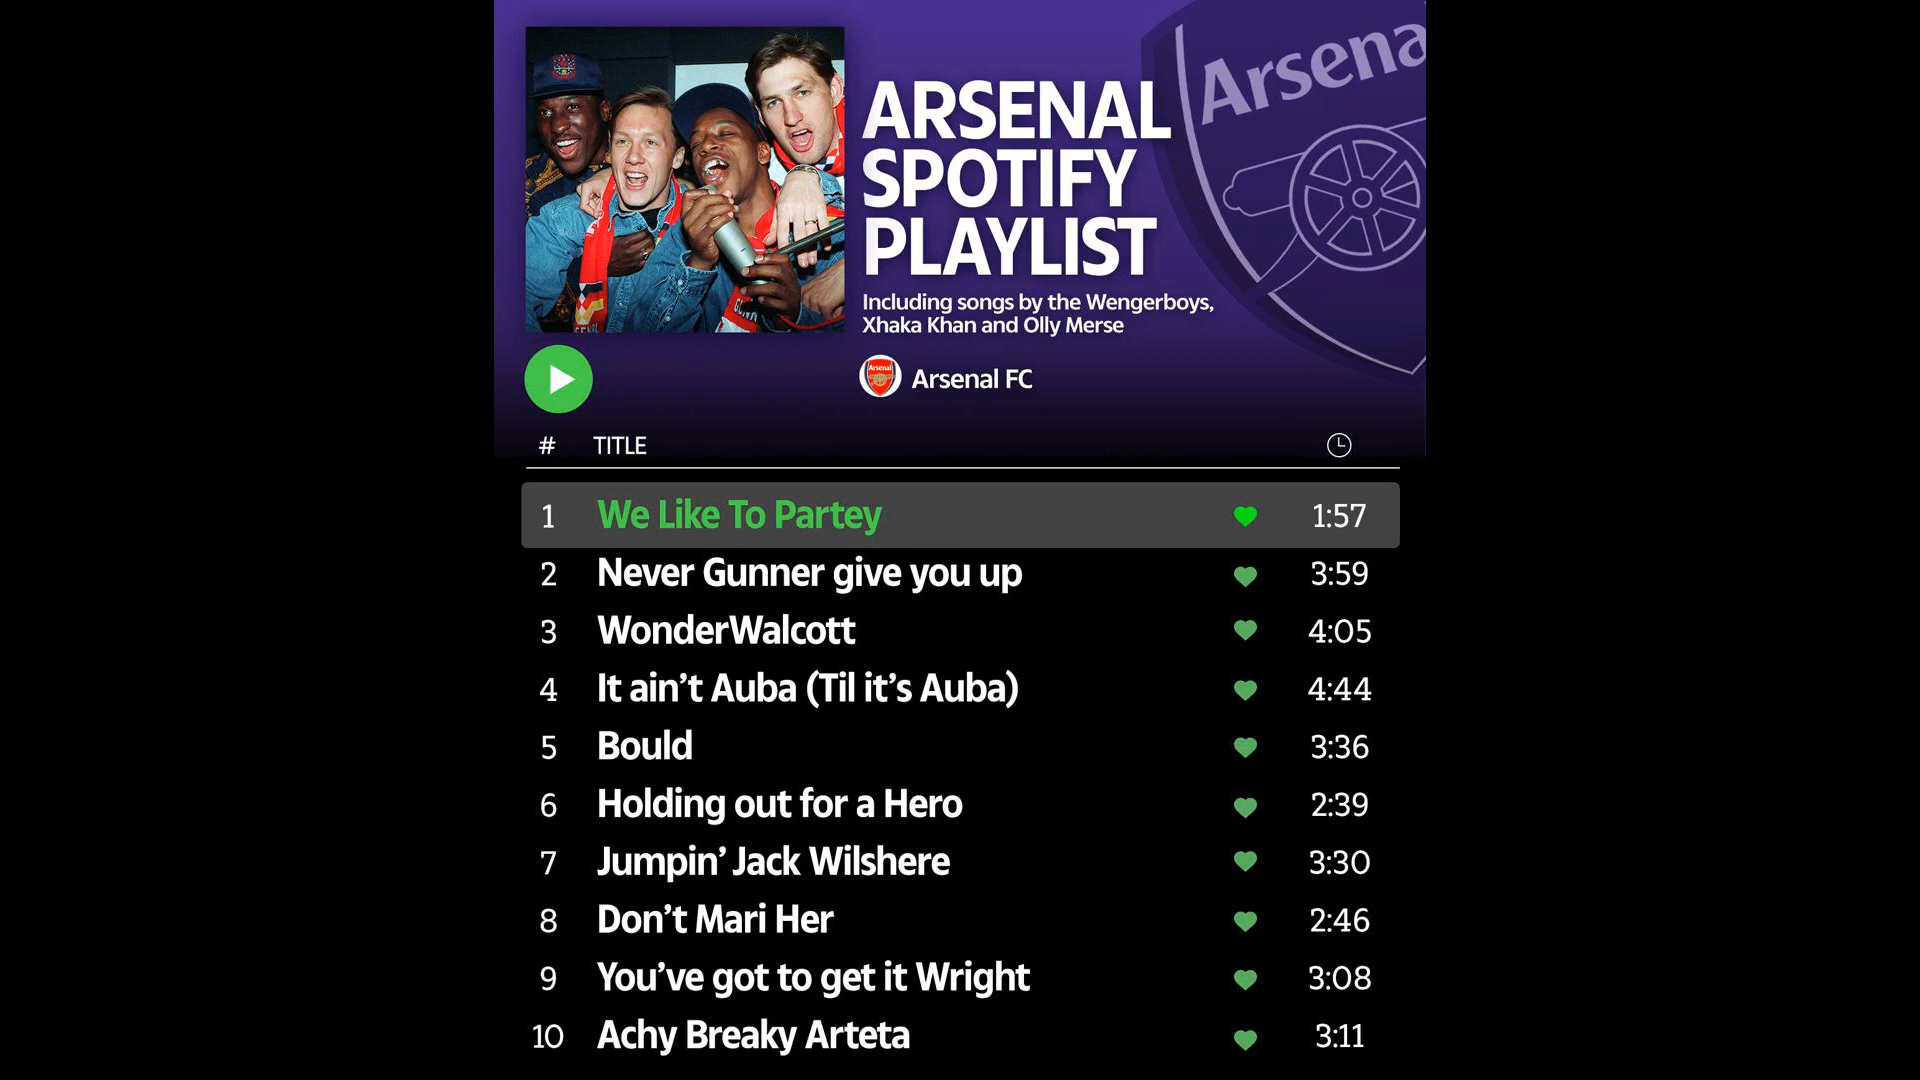 Arsena
ARSENAL
SPOTIFY
PLAYLIST
Including songs by the Wengerboys,
Xhaka Khan and Olly Merse
Arsenal
Arsenal FC
# TITLE
1 We Like To Partey 1:57
2 Never Gunner give you up 3:59
3 WonderWalcott 4:05
4 It ain’t Auba (Til it’s Auba) 4:44
5 Bould 3:36
6 Holding out for a Hero 2:39
7 Jumpin’ Jack Wilshere 3:30
8 Don’t Mari Her 2:46
9 You’ve got to get it Wright 3:08
10 Achy Breaky Arteta 3:11